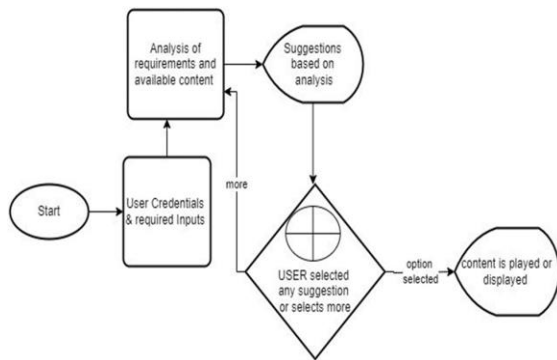 Analysis of
requirements and
available content
Suggestions
based on
analysis
Start
User Credentials
& required Inputs
more
USER selected
any suggestion
or selects more
option
selected
content is played or
displayed